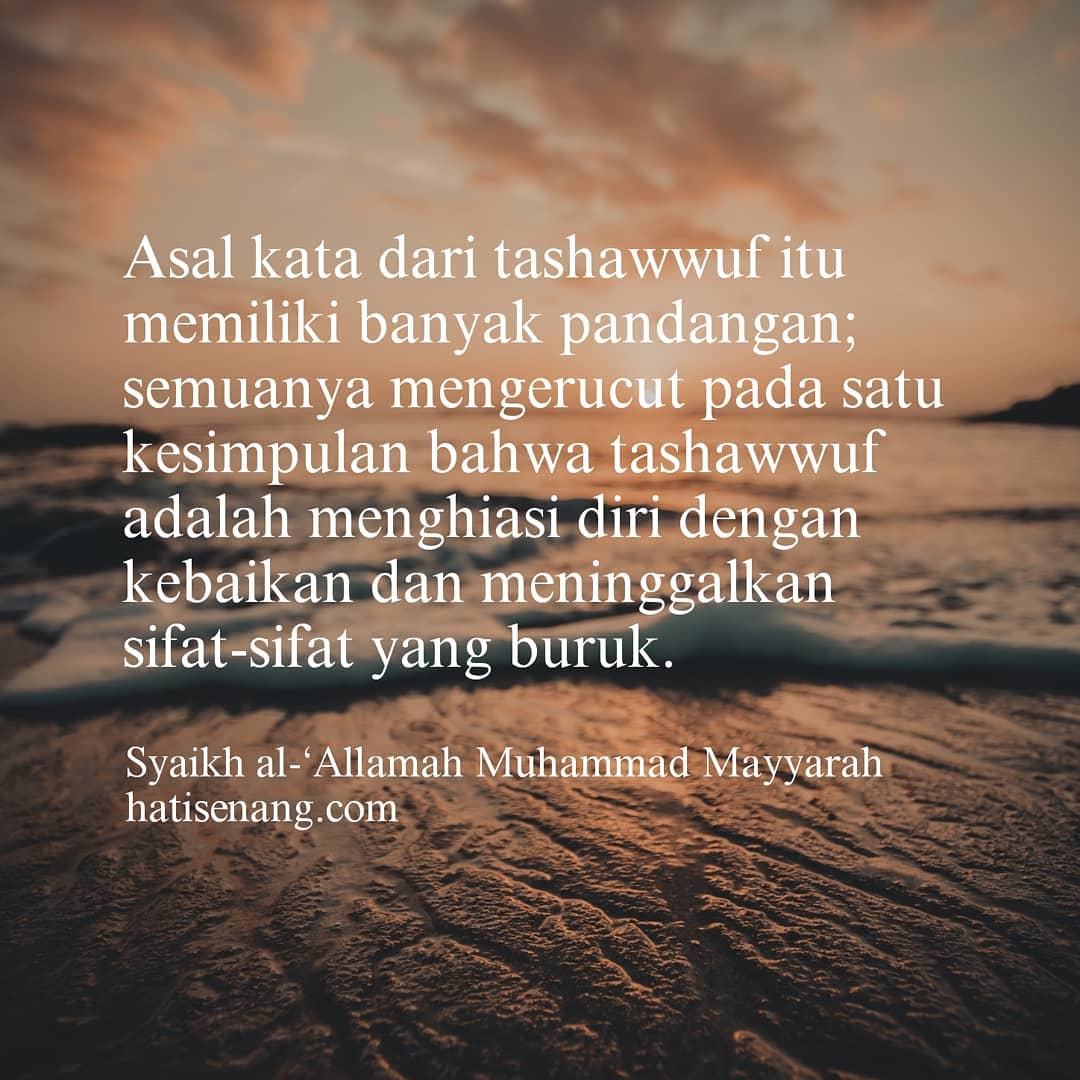 Asal kata dari tashawwuf itu
memiliki banyak pandangan;
semuanya mengerucut pada satu
kesimpulan bahwa tashawwuf
adalah menghiasi diri dengan
kebaikan dan meninggalkan
sifat-sifat yang buruk.
Syaikh al-‘Allamah Muhammad Mayyarah
hatisenang.com